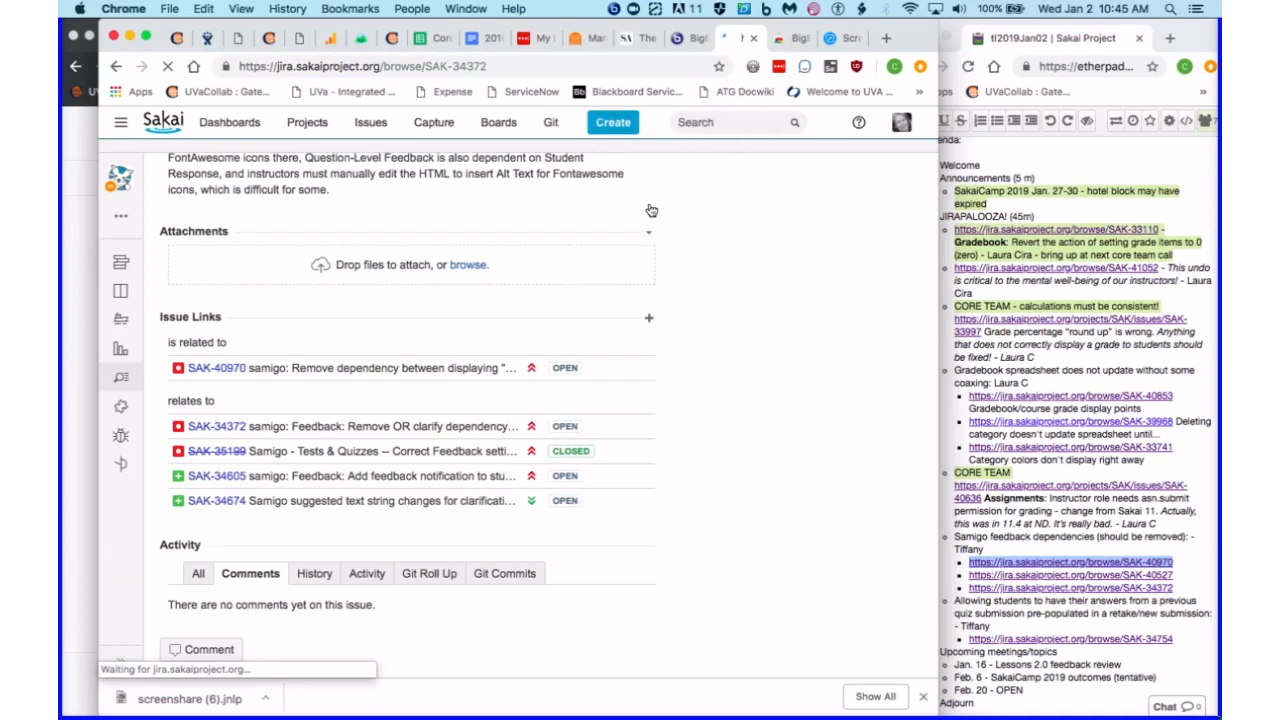 Chrome File Edit View History Bookmarks People Window Help 11 100% Wed Jan 2 10:45 AM
Con 201 My I Mar SA The Bigl Bigl Scre tl2019Jan02 | Sakai Project
https://jira.sakaiproject.org/browse/SAK-34372 C https://etherpad... C
Apps UVaCollab : Gate... UVa - Integrated ... Expense ServiceNow Bb Blackboard Servic... ATG Docwiki Welcome to UVA ... » UVaCollab : Gate... »
Sakai Dashboards Projects Issues Capture Boards Git Create Search
FontAwesome icons there, Question-Level Feedback is also dependent on Student
Response, and instructors must manually edit the HTML to insert Alt Text for Fontawesome
icons, which is difficult for some.
Attachments
Drop files to attach, or browse.
Issue Links
is related to
SAK-40970 samigo: Remove dependency between displaying "... OPEN
relates to
SAK-34372 samigo: Feedback: Remove OR clarify dependency... OPEN
SAK-35199 Samigo - Tests & Quizzes -- Correct Feedback setti... CLOSED
SAK-34605 samigo: Feedback: Add feedback notification to stu... OPEN
SAK-34674 Samigo suggested text string changes for clarificati... OPEN
Activity
All Comments History Activity Git Roll Up Git Commits
There are no comments yet on this issue.
Comment
Waiting for jira.sakaiproject.org...
screenshare (6).jnlp Show All
enda:
Welcome
Announcements (5 m)
SakaiCamp 2019 Jan. 27-30 - hotel block may have
expired
JIRAPALOOZA! (45m)
https://jira.sakaiproject.org/browse/SAK-33110 -
Gradebook: Revert the action of setting grade items to 0
(zero) - Laura Cira - bring up at next core team call
https://jira.sakaiproject.org/browse/SAK-41052 - This undo
is critical to the mental well-being of our instructors! - Laura
Cira
CORE TEAM - calculations must be consistent!
https://jira.sakaiproject.org/projects/SAK/issues/SAK-
33997 Grade percentage "round up" is wrong. Anything
that does not correctly display a grade to students should
be fixed! - Laura C
Gradebook spreadsheet does not update without some
coaxing: Laura C
https://jira.sakaiproject.org/browse/SAK-40853
Gradebook/course grade display points
https://jira.sakaiproject.org/browse/SAK-39968 Deleting
category doesn't update spreadsheet until...
https://jira.sakaiproject.org/browse/SAK-33741
Category colors don't display right away
CORE TEAM
https://jira.sakaiproject.org/projects/SAK/issues/SAK-
40636 Assignments: Instructor role needs asn.submit
permission for grading - change from Sakai 11. Actually,
this was in 11.4 at ND. It's really bad. - Laura C
Samigo feedback dependencies (should be removed): -
Tiffany
https://jira.sakaiproject.org/browse/SAK-40970
https://jira.sakaiproject.org/browse/SAK-40527
https://jira.sakaiproject.org/browse/SAK-34372
Allowing students to have their answers from a previous
quiz submission pre-populated in a retake/new submission:
- Tiffany
https://jira.sakaiproject.org/browse/SAK-34754
Upcoming meetings/topics
Jan. 16 - Lessons 2.0 feedback review
Feb. 6 - SakaiCamp 2019 outcomes (tentative)
Feb. 20 - OPEN
Adjourn
Chat 0